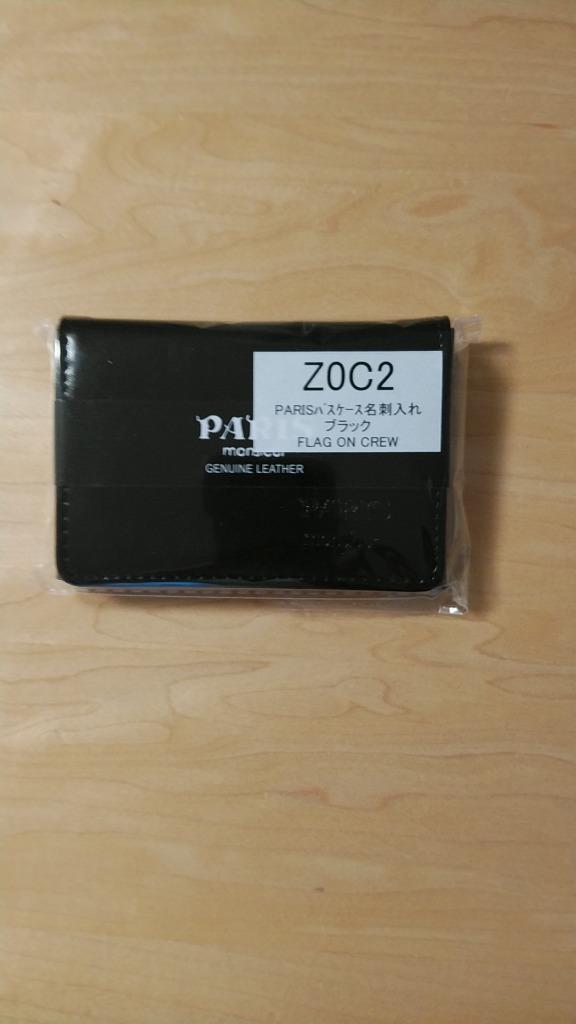 Z0C2
PARISパスケース名刺入れ
ブラック
FLAG ON CREW
PARIS
monsieur
GENUINE LEATHER